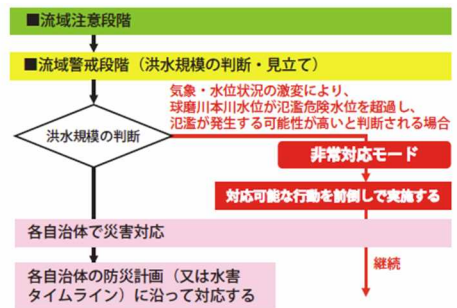 ■流域注意段階
■流域警戒段階（洪水規模の判断・見立て）
気象・水位状況の激変により、
球磨川本川水位が氾濫危険水位を超過し、
氾濫が発生する可能性が高いと判断される場合
洪水規模の判断
非常対応モード
対応可能な行動を前倒しで実施する
各自治体で災害対応
継続
各自治体の防災計画（又は水害
タイムライン）に沿って対応する